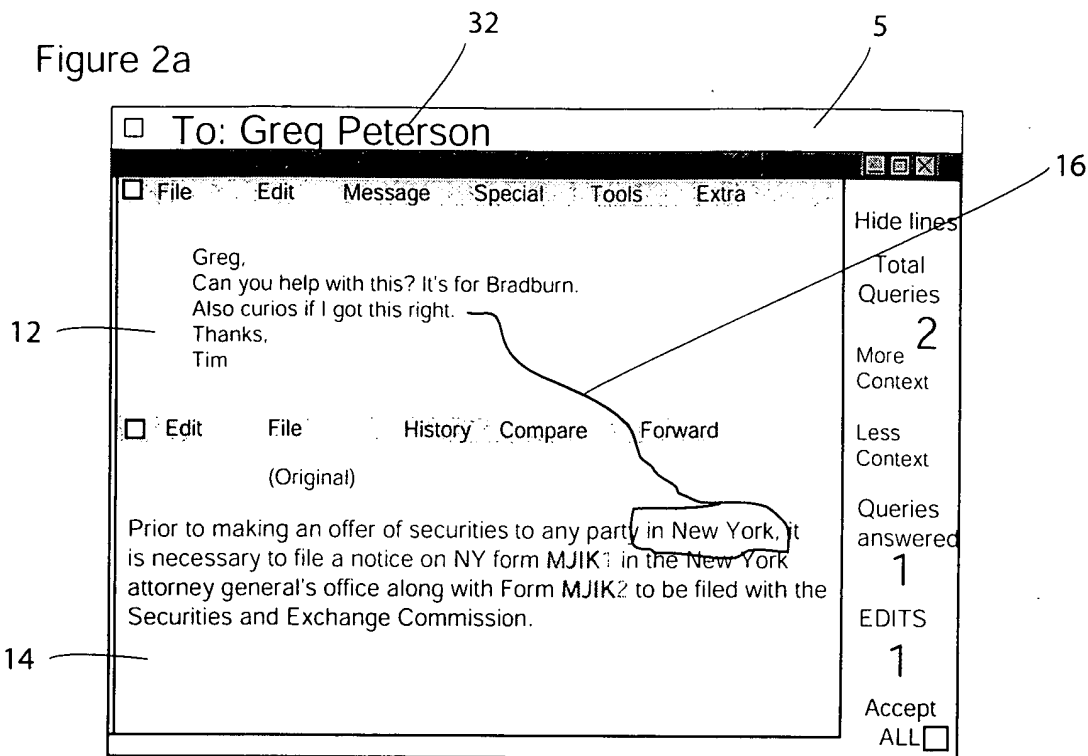 Figure 2a
32
5
To: Greg Peterson
16
File Edit Message Special Tools Extra
Greg,
Can you help with this? It's for Bradburn.
Also curios if I got this right.
Thanks,
Tim
12
Edit File History Compare Forward
(Original)
Prior to making an offer of securities to any party in New York, it
is necessary to file a notice on NY form MJIK1 in the New York
attorney general's office along with Form MJIK2 to be filed with the
Securities and Exchange Commission.
14
Hide lines
Total
Queries
2
More
Context
Less
Context
Queries
answered
1
EDITS
1
Accept
ALL